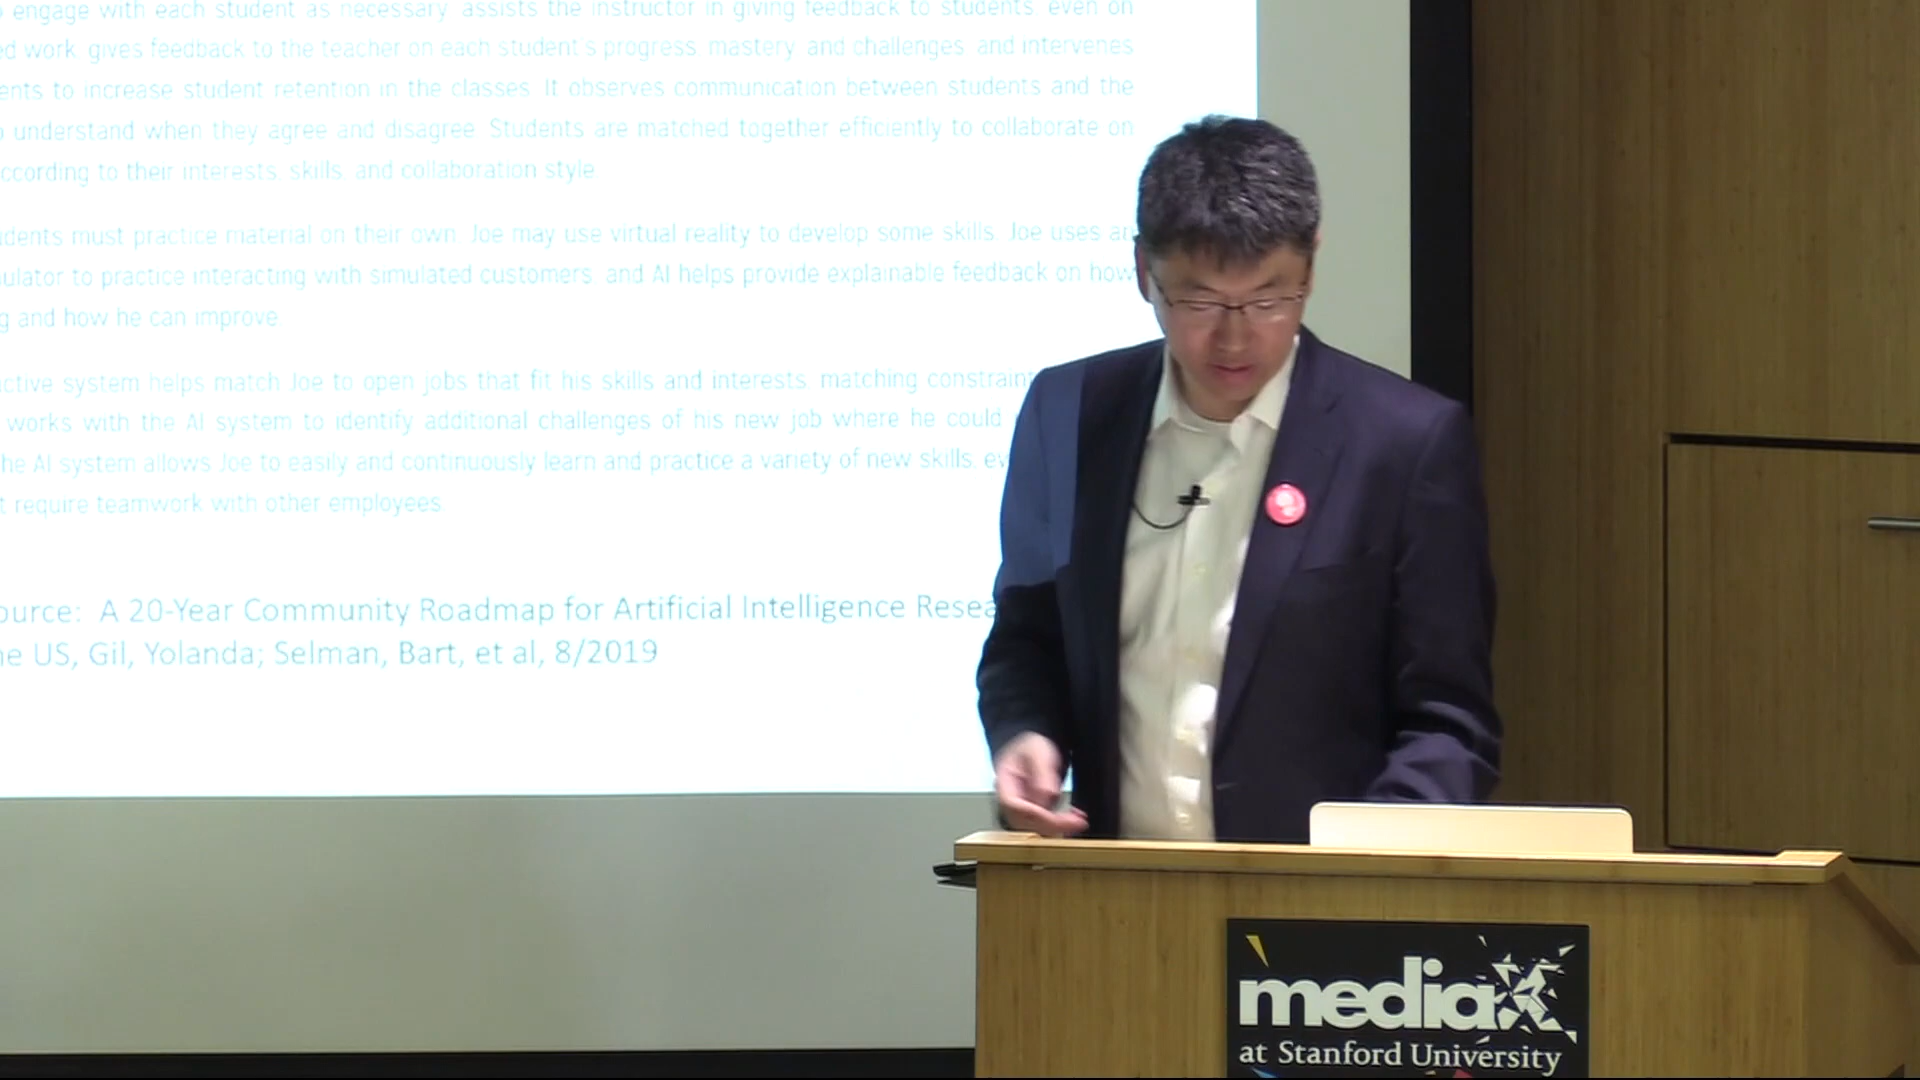 engage with each student as necessary assists the instructor in giving feedback to students even on
ed work gives feedback to the teacher on each student's progress mastery and challenges and intervenes
ents to increase student retention in the classes. It observes communication between students and the
o understand when they agree and disagree. Students are matched together efficiently to collaborate on
ccording to their interests, skills, and collaboration style.
dents must practice material on their own. Joe may use virtual reality to develop some skills. Joe uses an
ulator to practice interacting with simulated customers, and AI helps provide explainable feedback on how
g and how he can improve.
ctive system helps match Joe to open jobs that fit his skills and interests, matching constraint
works with the AI system to identify additional challenges of his new job where he could
he AI system allows Joe to easily and continuously learn and practice a variety of new skills, ev
t require teamwork with other employees.
ource: A 20-Year Community Roadmap for Artificial Intelligence Resea
he US, Gil, Yolanda; Selman, Bart, et al, 8/2019
mediaX
at Stanford University